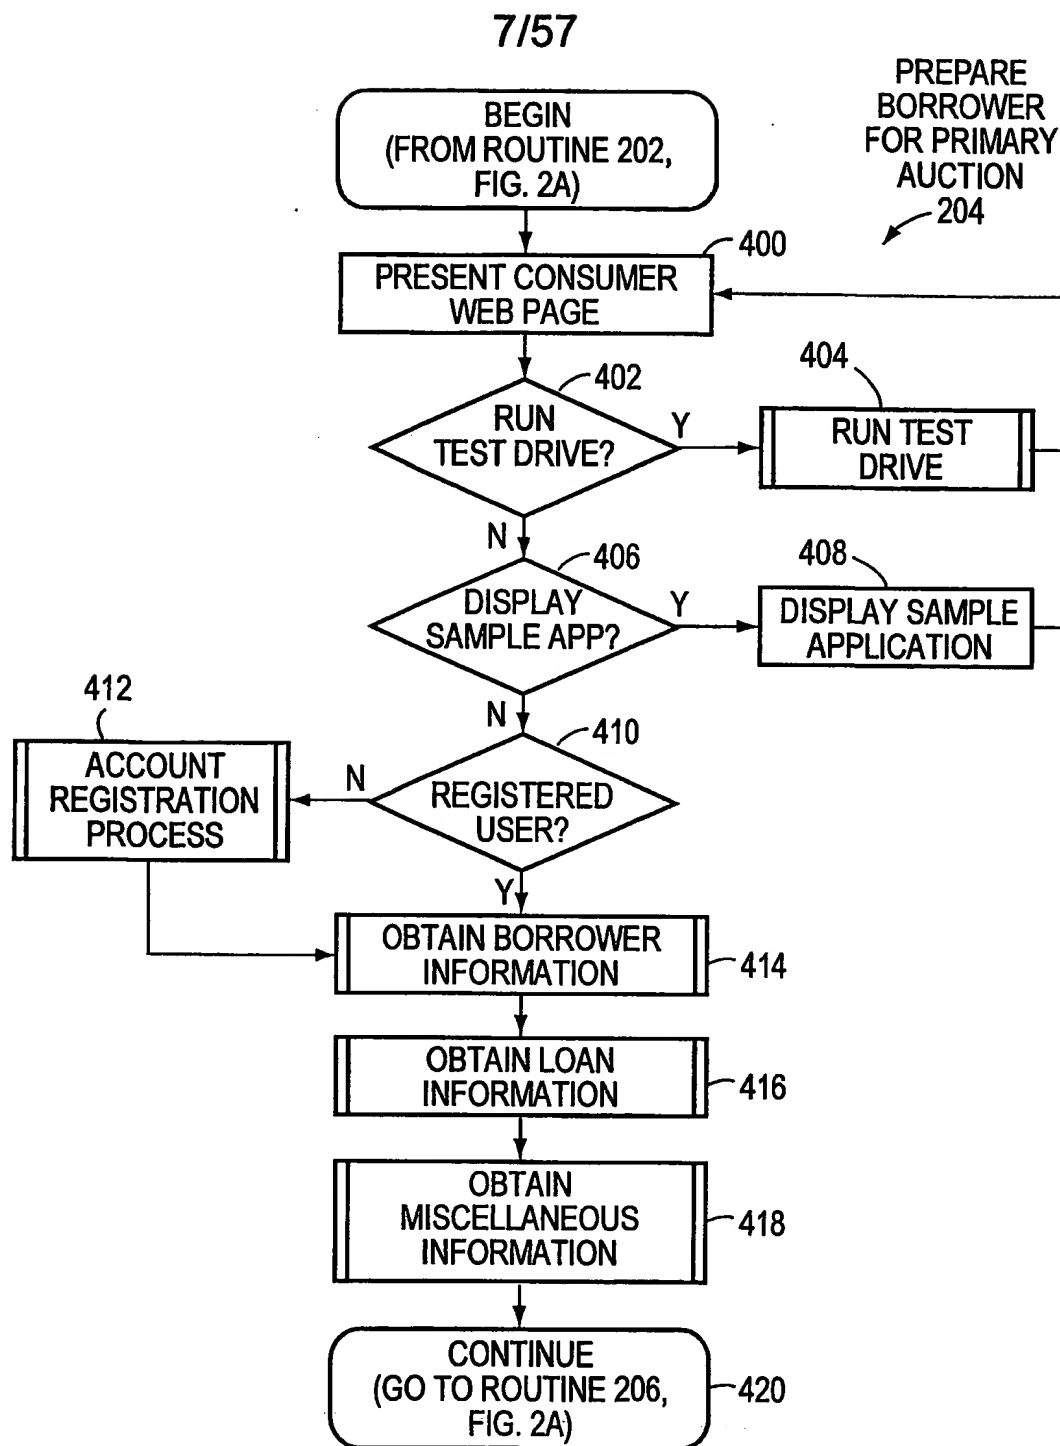 7/57
PREPARE
BORROWER
FOR PRIMARY
AUCTION
204
BEGIN
(FROM ROUTINE 202,
FIG. 2A)
400
PRESENT CONSUMER
WEB PAGE
402
RUN
TEST DRIVE?
Y
404
RUN TEST
DRIVE
N
406
DISPLAY
SAMPLE APP?
Y
408
DISPLAY SAMPLE
APPLICATION
N
410
REGISTERED
USER?
N
412
ACCOUNT
REGISTRATION
PROCESS
Y
OBTAIN BORROWER
INFORMATION
414
OBTAIN LOAN
INFORMATION
416
OBTAIN
MISCELLANEOUS
INFORMATION
418
CONTINUE
(GO TO ROUTINE 206,
FIG. 2A)
420